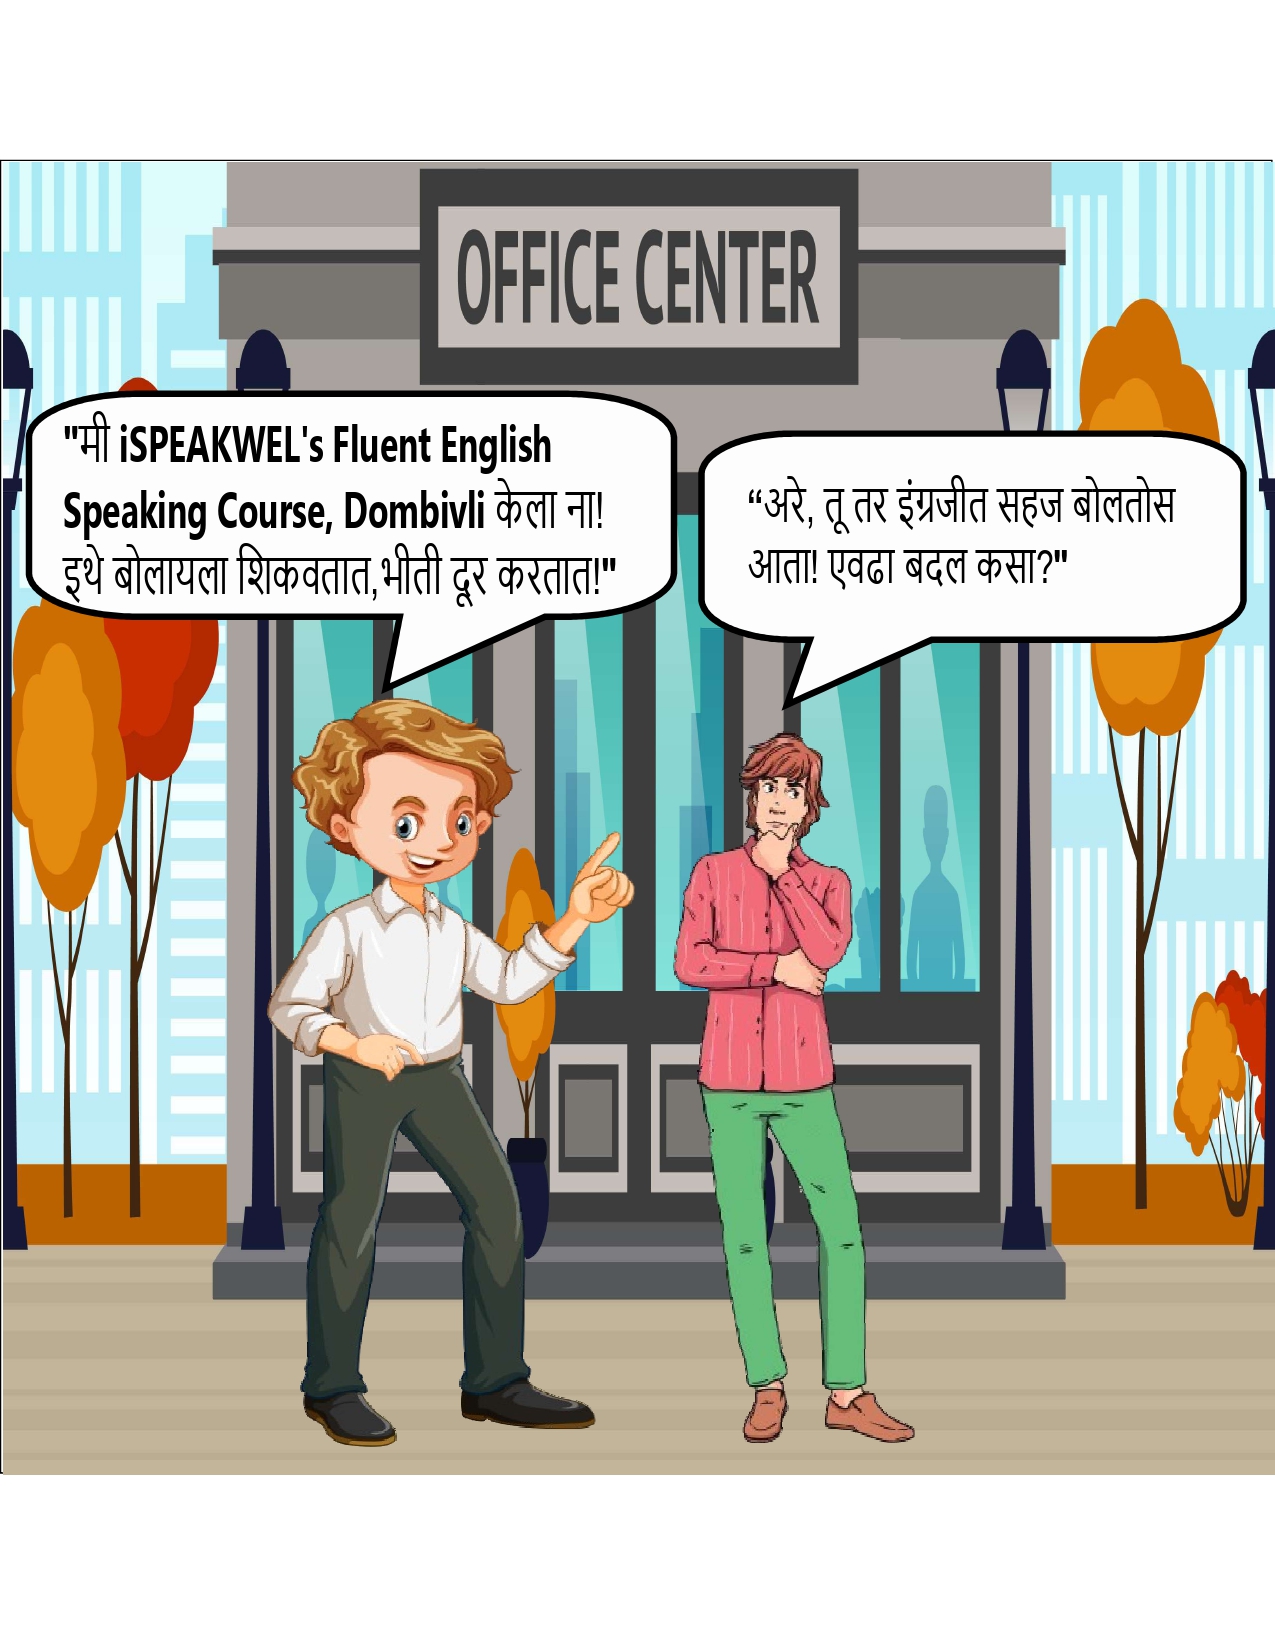 OFFICE CENTER
"मी iSPEAKWEL's Fluent English
Speaking Course, Dombivli केला ना!
इथे बोलायला शिकवतात,भीती दूर करतात!"
“अरे, तू तर इंग्रजीत सहज बोलतोस
आता! एवढा बदल कसा?"